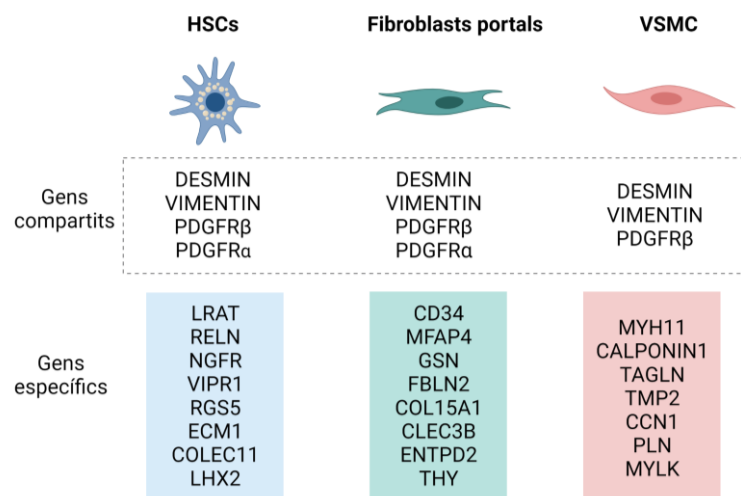 HSCs
Fibroblasts portals
VSMC
Gens
compartits
DESMIN
VIMENTIN
PDGFRβ
PDGFRα
DESMIN
VIMENTIN
PDGFRβ
PDGFRα
DESMIN
VIMENTIN
PDGFRβ
Gens
específics
LRAT
RELN
NGFR
VIPR1
RGS5
ECM1
COLEC11
LHX2
CD34
MFAP4
GSN
FBLN2
COL15A1
CLEC3B
ENTPD2
THY
MYH11
CALPONIN1
TAGLN
TMP2
CCN1
PLN
MYLK